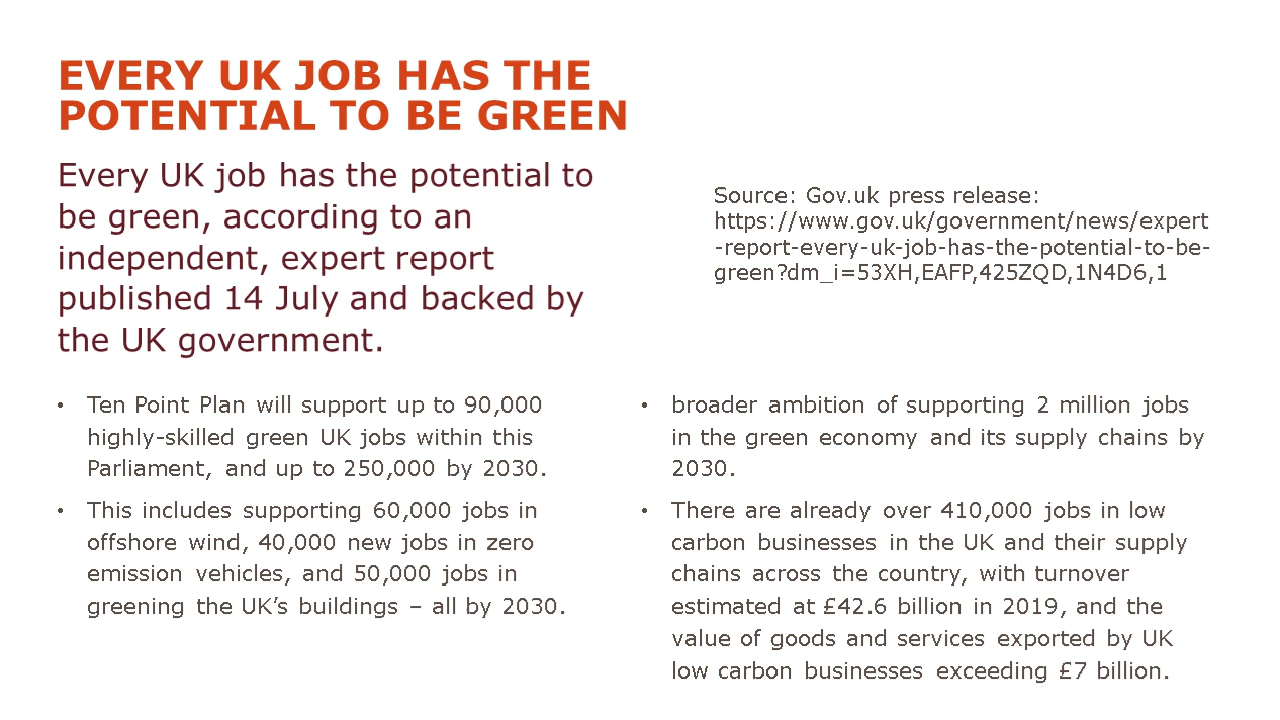 EVERY UK JOB HAS THE
POTENTIAL TO BE GREEN
Every UK job has the potential to
be green, according to an
independent, expert report
published 14 July and backed by
the UK government.
Source: Gov.uk press release:
https://www.gov.uk/government/news/expert
-report-every-uk-job-has-the-potential-to-be-
green?dm_i=53XH,EAFP,425ZQD,1N4D6,1
• Ten Point Plan will support up to 90,000
highly-skilled green UK jobs within this
Parliament, and up to 250,000 by 2030.
• This includes supporting 60,000 jobs in
offshore wind, 40,000 new jobs in zero
emission vehicles, and 50,000 jobs in
greening the UK’s buildings – all by 2030.
• broader ambition of supporting 2 million jobs
in the green economy and its supply chains by
2030.
• There are already over 410,000 jobs in low
carbon businesses in the UK and their supply
chains across the country, with turnover
estimated at £42.6 billion in 2019, and the
value of goods and services exported by UK
low carbon businesses exceeding £7 billion.